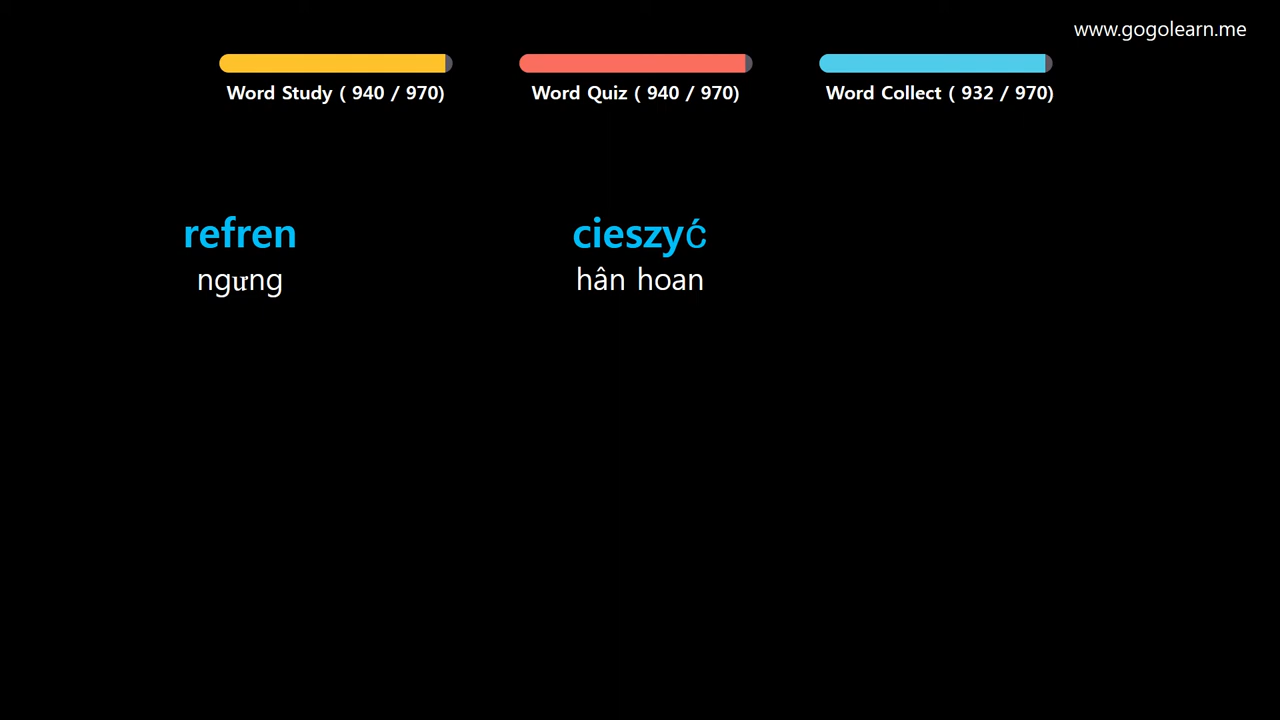 www.gogolearn.me
Word Study ( 940 / 970)
Word Quiz ( 940 / 970)
Word Collect ( 932 / 970)
refren
ngưng
cieszyć
hân hoan